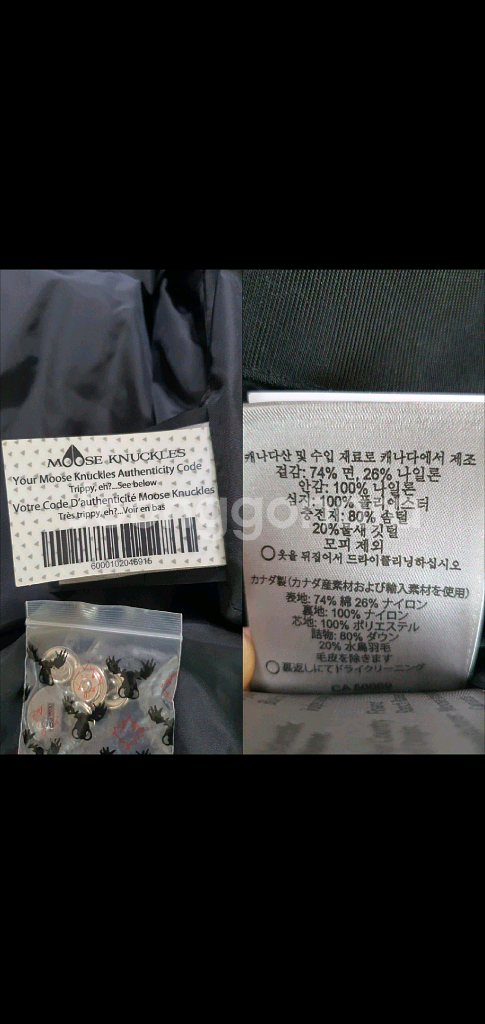 MOOSE KNUCKLES
Your Moose Knuckles Authenticity Code
Trippy, eh?...See below
Votre Code D'authenticité Moose Knuckles
Très trippy, eh?...Voir en bas
6000102046916
캐나다산 및 수입 재료로 캐나다에서 제조
겉감: 74% 면, 26% 나일론
안감: 100% 나일론
심지: 100% 폴리에스터
충전지: 80% 솜털
20%물새 깃털
모피 제외
옷을 뒤집어서 드라이클리닝하십시오
カナダ製(カナダ産素材および輸入素材を使用)
表地: 74% 綿 26% ナイロン
裏地: 100% ナイロン
芯地: 100% ポリエステル
詰物: 80% ダウン
20% 水鳥羽毛
毛皮を除きます
裏返しにてドライクリーニング